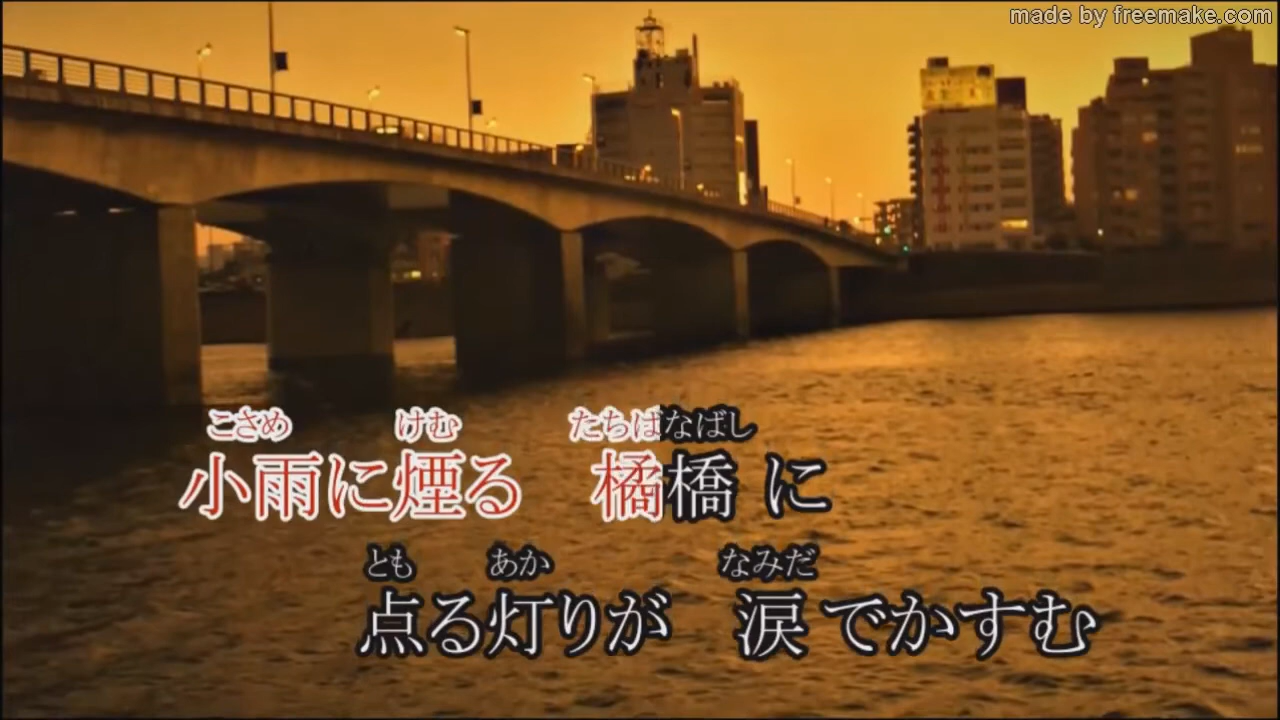 made by freemake.com
こさめ けむ たちばなばし
小雨に煙る 橘橋に
とも あか なみだ
点る灯りが 涙でかすむ